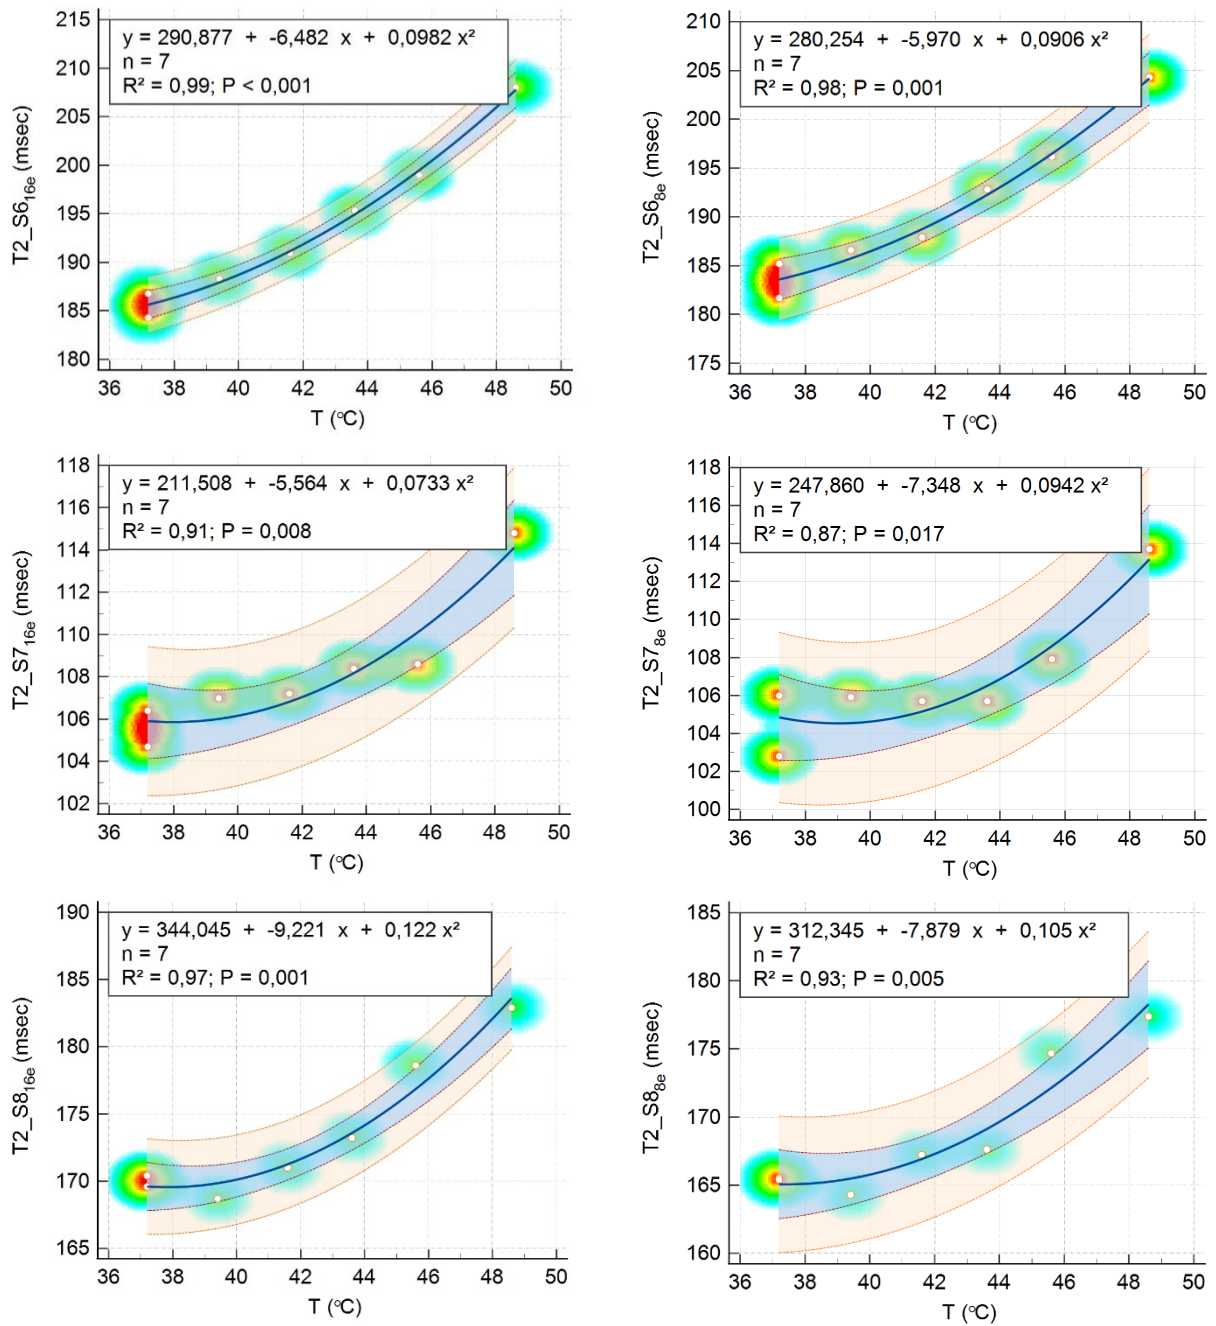 215
210
205
200
195
190
185
180
T2_S6₁₆ₑ (msec)
y = 290,877 + -6,482 x + 0,0982 x²
n = 7
R² = 0,99; P < 0,001
36 38 40 42 44 46 48 50
T (°C)
210
205
200
195
190
185
180
175
T2_S6₈ₑ (msec)
y = 280,254 + -5,970 x + 0,0906 x²
n = 7
R² = 0,98; P = 0,001
36 38 40 42 44 46 48 50
T (°C)
118
116
114
112
110
108
106
104
102
T2_S7₁₆ₑ (msec)
y = 211,508 + -5,564 x + 0,0733 x²
n = 7
R² = 0,91; P = 0,008
36 38 40 42 44 46 48 50
T (°C)
118
116
114
112
110
108
106
104
102
100
T2_S7₈ₑ (msec)
y = 247,860 + -7,348 x + 0,0942 x²
n = 7
R² = 0,87; P = 0,017
36 38 40 42 44 46 48 50
T (°C)
190
185
180
175
170
165
T2_S8₁₆ₑ (msec)
y = 344,045 + -9,221 x + 0,122 x²
n = 7
R² = 0,97; P = 0,001
36 38 40 42 44 46 48 50
T (°C)
185
180
175
170
165
160
T2_S8₈ₑ (msec)
y = 312,345 + -7,879 x + 0,105 x²
n = 7
R² = 0,93; P = 0,005
36 38 40 42 44 46 48 50
T (°C)